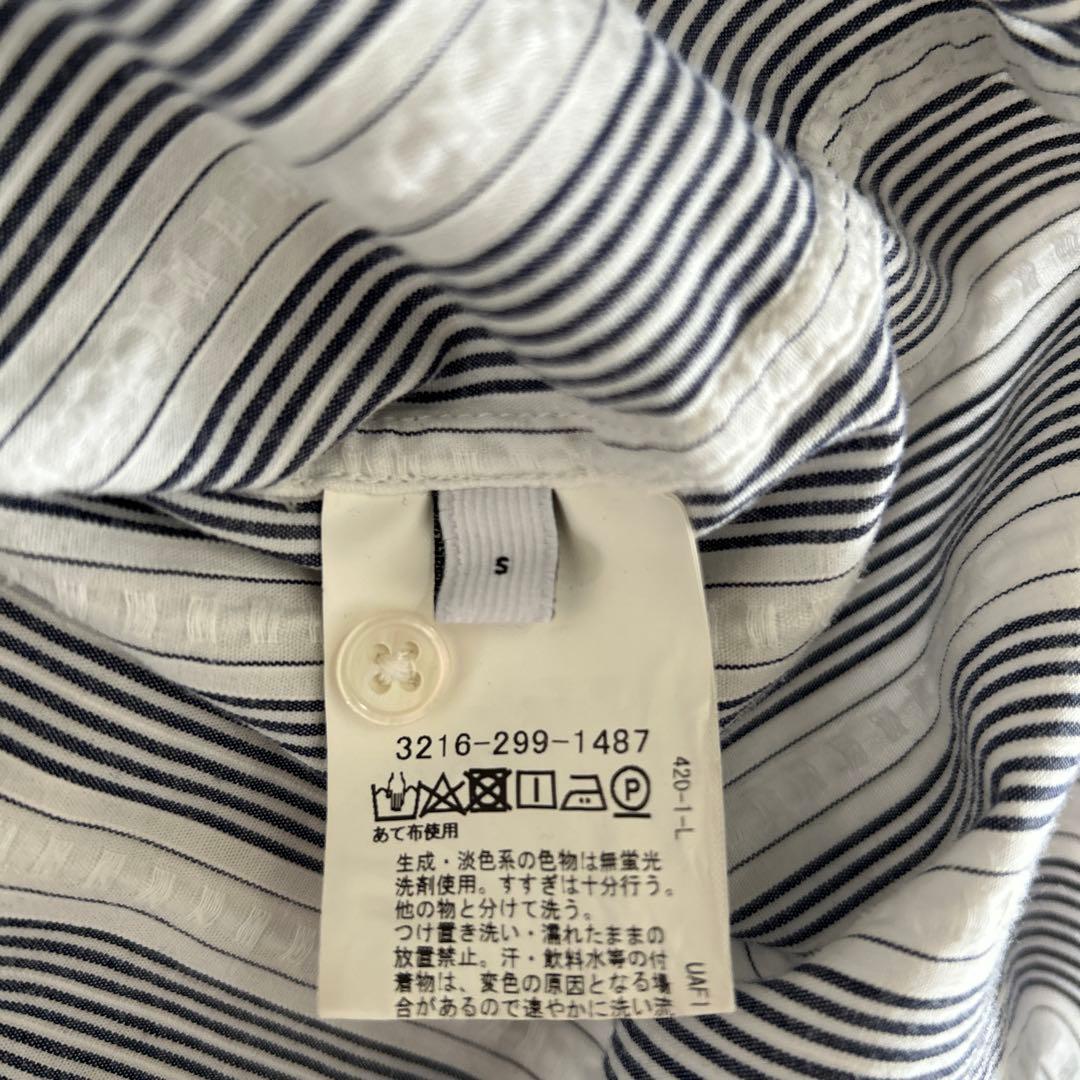 S
3216-299-1487
P
あて布使用
生成・淡色系の色物は無蛍光
洗剤使用。すすぎは十分行う。
他の物と分けて洗う。
つけ置き洗い・濡れたままの
放置禁止。汗・飲料水等の付
着物は、変色の原因となる場
合があるので速やかに洗い流
420-1-L
UAF1